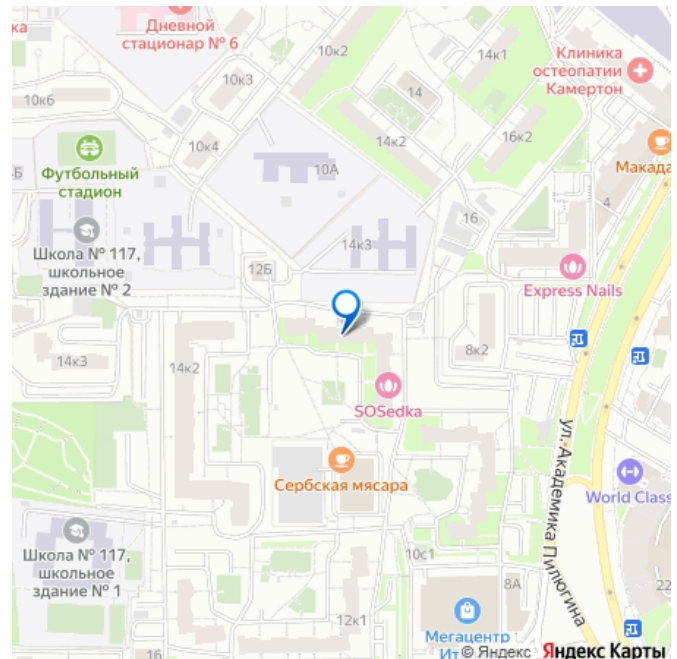 ка
Дневной
стационар № 6
10к2
14к1
Клиника
остеопатии
Камертон
10к3
14
10к6
10к4
14к2
16к2
Макада
Футбольный
стадион
10А
Б
16
4
Школа № 117,
школьное
здание № 2
14к3
12Б
Express Nails
14к3
14к2
8к2
SOSedka
ул. Академика Пилюгина
Сербская мясара
World Class
Школа № 117,
школьное
здание № 1
10с1
8А
22
12к1
Мегацентр
Ит
16
© Яндекс Яндекс Карты